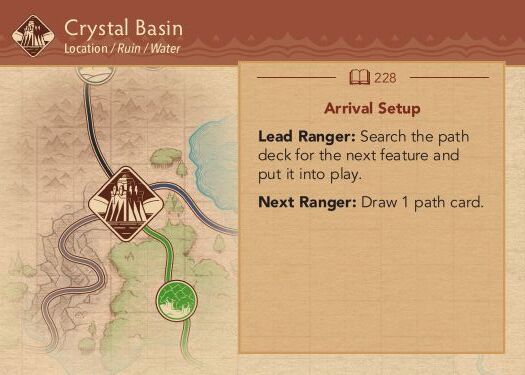 Crystal Basin
Location / Ruin / Water
228
Arrival Setup
Lead Ranger: Search the path
deck for the next feature and
put it into play.
Next Ranger: Draw 1 path card.